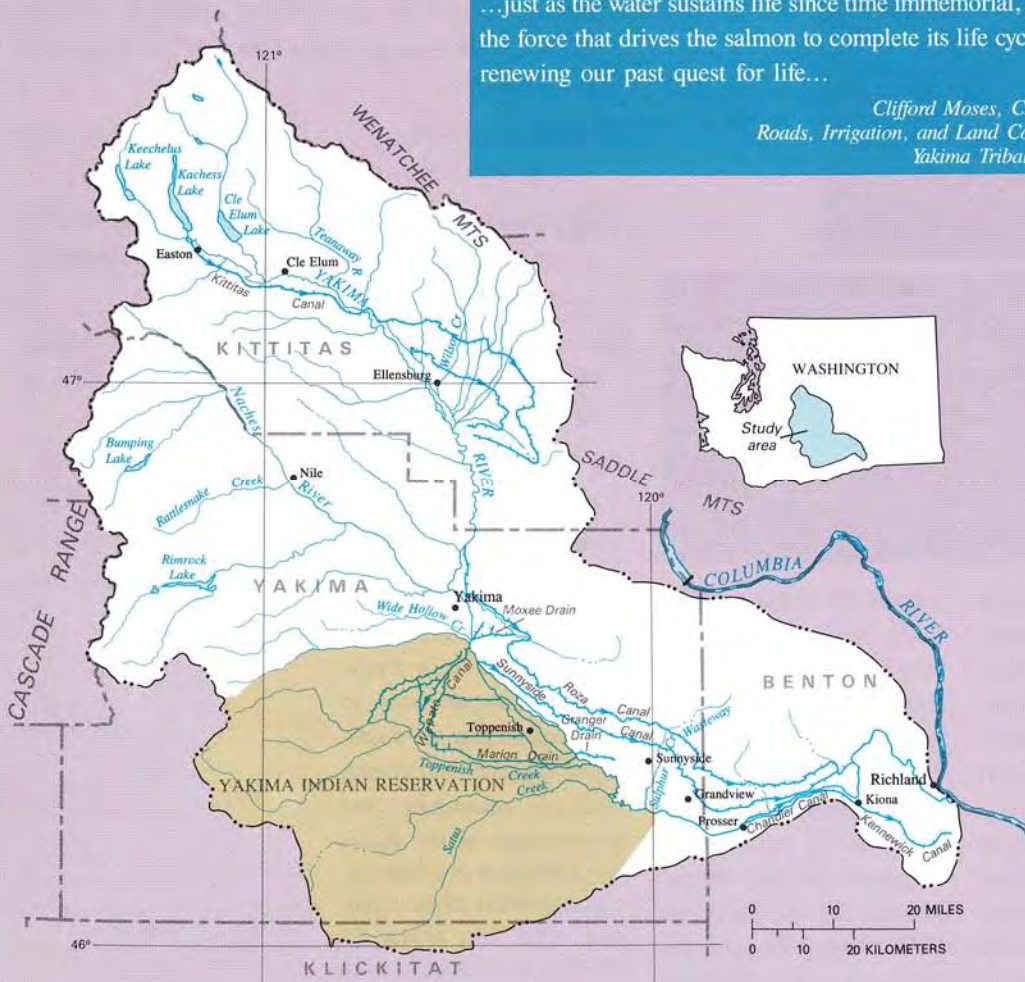 ...just as the water sustains life since time immemorial,
the force that drives the salmon to complete its life
renewing our past quest for life...
Clifford Moses,
Roads, Irrigation, and Land
Yakima
121°
WENATCHEE MTS
Keechelus
Lake
Kachess
Lake
Cle
Elum
Lake
Teanaway R
Easton
Cle Elum
YAKIMA
Kittitas
Canal
Wilson Cr
KITTITAS
Ellensburg
47°
WASHINGTON
Study
area
Naches
Bumping
Lake
RIVER
Nile
River
Rattlesnake Creek
SADDLE
MTS
120°
CASCADE RANGE
Rimrock
Lake
COLUMBIA
RIVER
YAKIMA
Yakima
Wide Hollow Cr
Moxee Drain
BENTON
Canal
Wapato
Sunnyside
Canal
Roza
Canal
Granger
Drain
Wasteway
Toppenish
Marion Drain
Toppenish Creek
Sunnyside
Sulphur
YAKIMA INDIAN RESERVATION
Creek
Satus
Grandview
Richland
Kiona
Prosser
Chandler Canal
Kennewick
Canal
0 10 20 MILES
0 10 20 KILOMETERS
46°
KLICKITAT